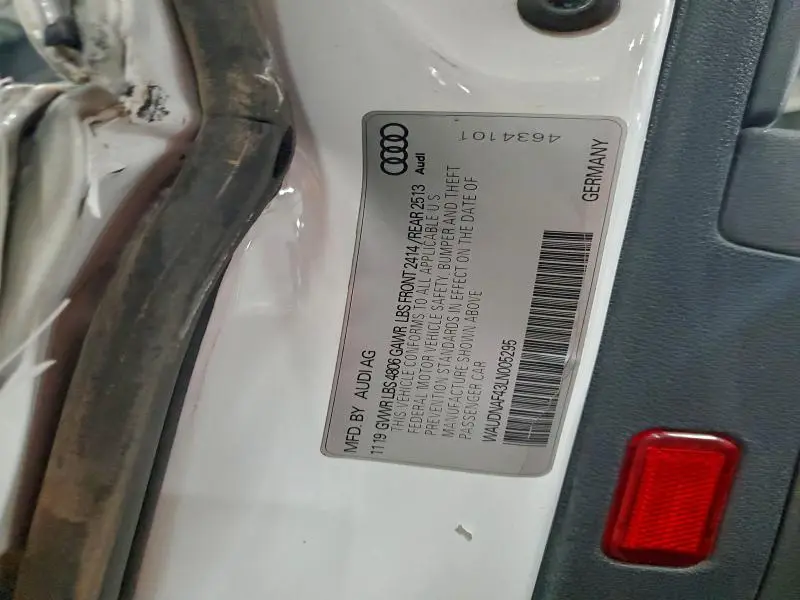 MFD. BY AUDI AG
Audi
1119 GWWR LBS 4806 GAWR LBS FRONT 2414 / REAR 2513
THIS VEHICLE CONFORMS TO ALL APPLICABLE U.S
FEDERAL MOTOR VEHICLE SAFETY, BUMPER AND THEFT
PREVENTION STANDARDS IN EFFECT ON THE DATE OF
MANUFACTURE SHOWN ABOVE
PASSENGER CAR
WAUDNAF43LN005295
4634101
GERMANY